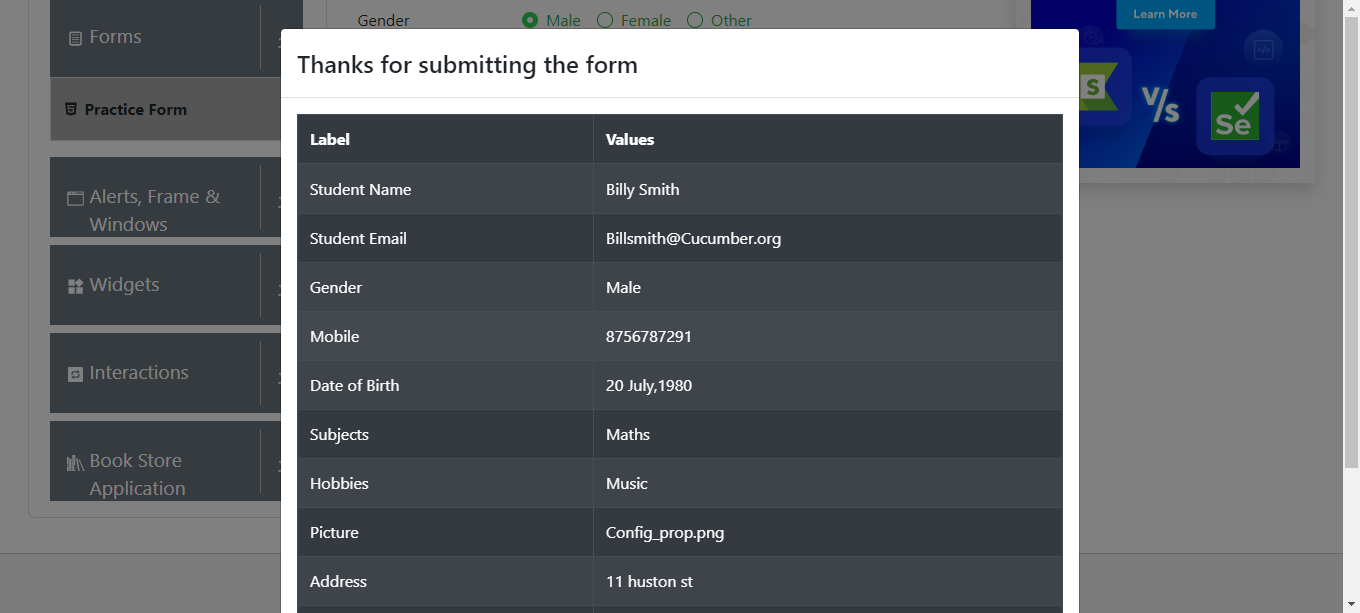 Gender Male Female Other
Learn More
Forms
Practice Form
Alerts, Frame &
Windows
Widgets
Interactions
Book Store
Application
Thanks for submitting the form
Label Values
Student Name Billy Smith
Student Email Billsmith@Cucumber.org
Gender Male
Mobile 8756787291
Date of Birth 20 July,1980
Subjects Maths
Hobbies Music
Picture Config_prop.png
Address 11 huston st
S
V/s
Se